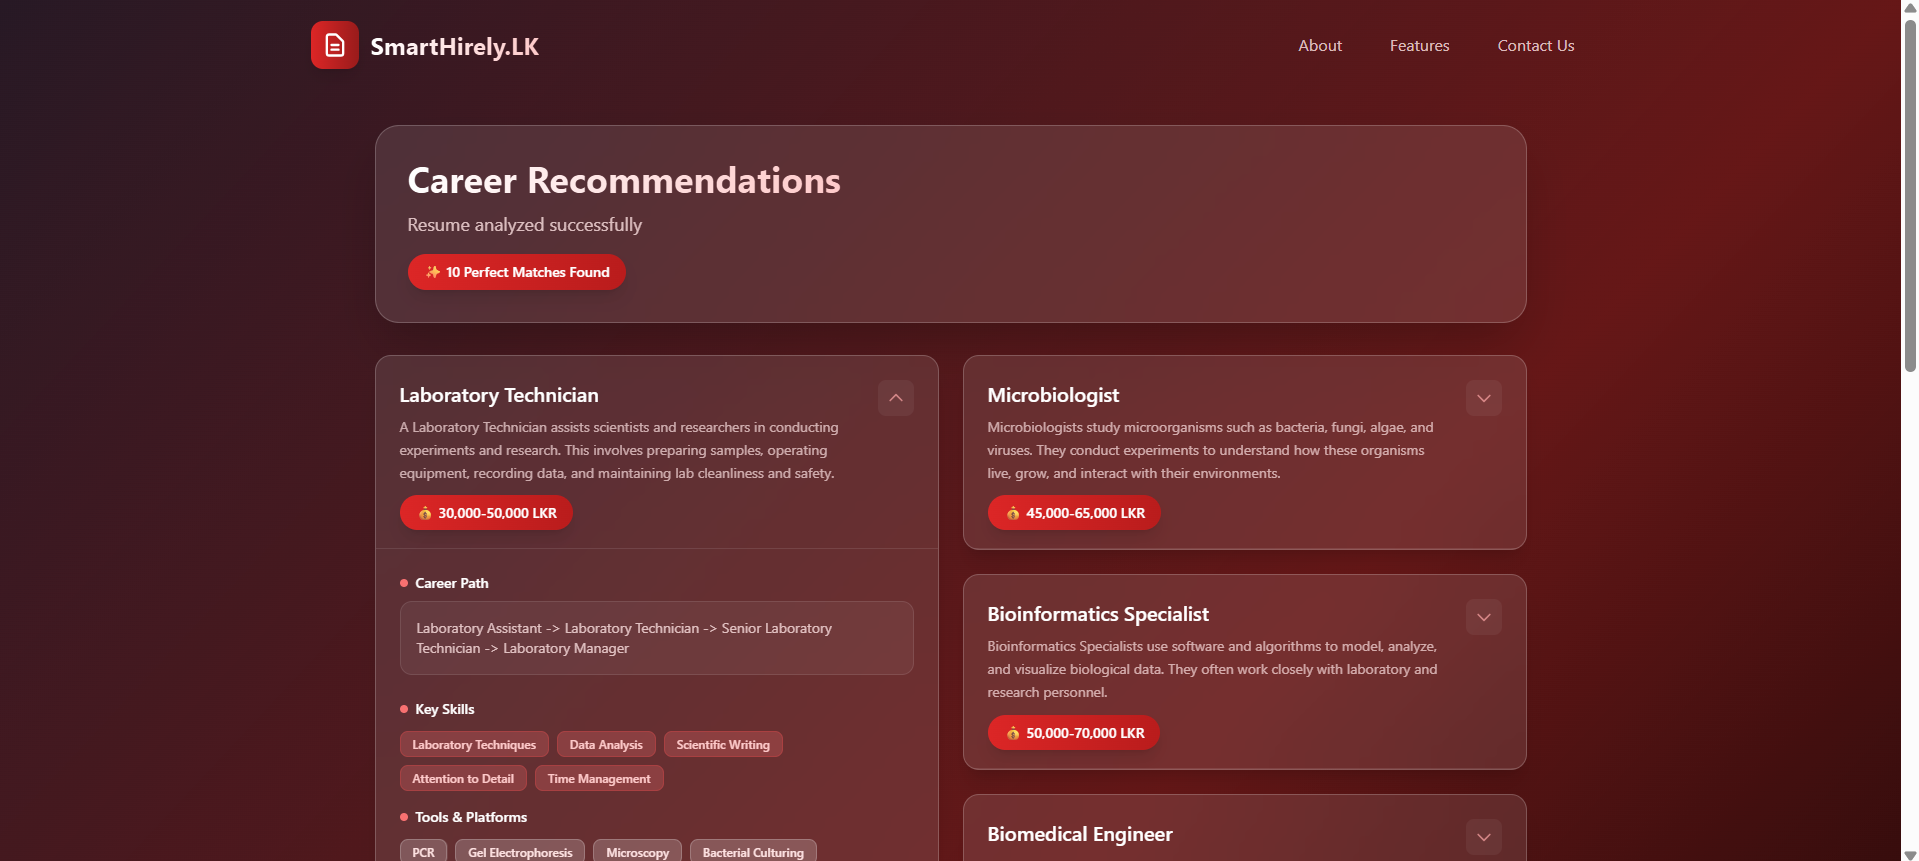 SmartHirely.LK
About
Features
Contact Us
Career Recommendations
Resume analyzed successfully
✨ 10 Perfect Matches Found
Laboratory Technician
A Laboratory Technician assists scientists and researchers in conducting
experiments and research. This involves preparing samples, operating
equipment, recording data, and maintaining lab cleanliness and safety.
💰 30,000-50,000 LKR
Career Path
Laboratory Assistant -> Laboratory Technician -> Senior Laboratory
Technician -> Laboratory Manager
Key Skills
Laboratory Techniques
Data Analysis
Scientific Writing
Attention to Detail
Time Management
Tools & Platforms
PCR
Gel Electrophoresis
Microscopy
Bacterial Culturing
Microbiologist
Microbiologists study microorganisms such as bacteria, fungi, algae, and
viruses. They conduct experiments to understand how these organisms
live, grow, and interact with their environments.
💰 45,000-65,000 LKR
Bioinformatics Specialist
Bioinformatics Specialists use software and algorithms to model, analyze,
and visualize biological data. They often work closely with laboratory and
research personnel.
💰 50,000-70,000 LKR
Biomedical Engineer